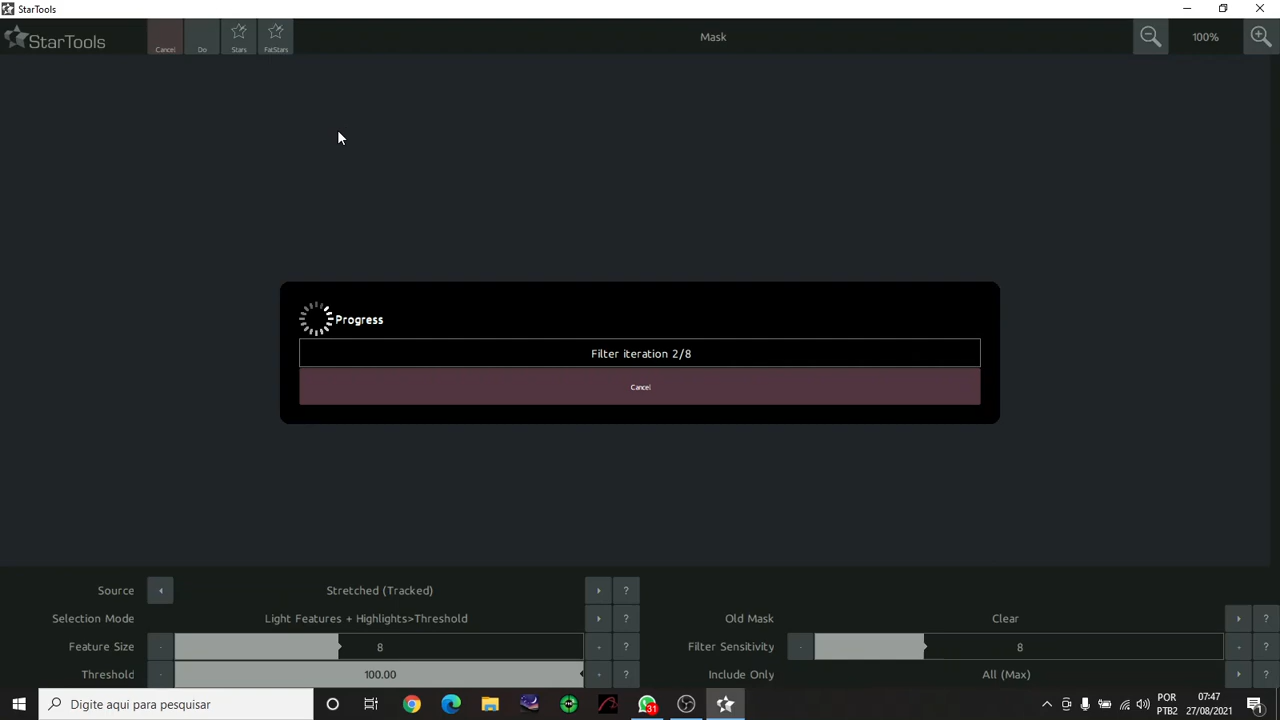 StarTools
StarTools
Cancel
Do
Stars
FatStars
Mask
100%
Progress
Filter iteration 2/8
Cancel
Source
Stretched (Tracked)
?
Selection Mode
Light Features + Highlights>Threshold
?
Old Mask
Clear
?
Feature Size
-
8
+
?
Filter Sensitivity
-
8
+
?
Threshold
-
100.00
+
?
Include Only
All (Max)
?
Digite aqui para pesquisar
31
POR
PTB2
07:47
27/08/2021
1